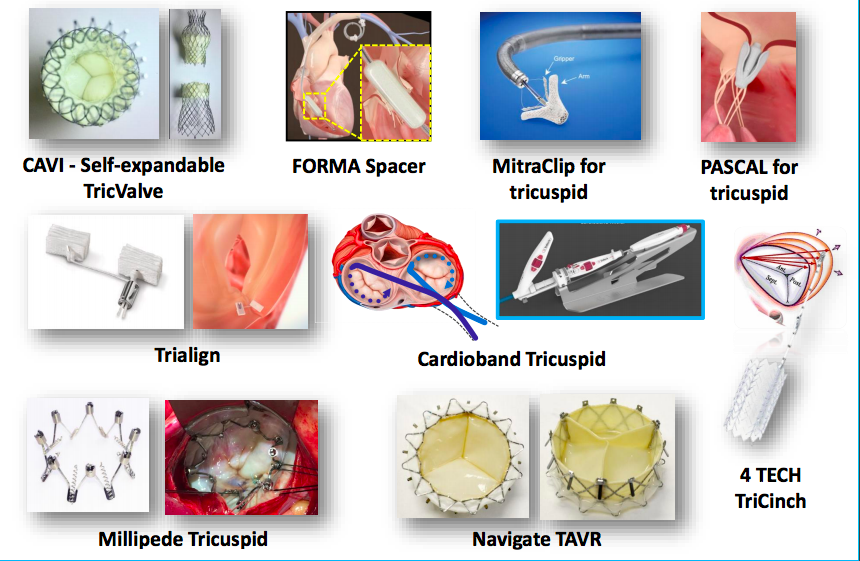 Gripper
Arm
CAVI - Self-expandable
TricValve
FORMA Spacer
MitraClip for
tricuspid
PASCAL for
tricuspid
Ant.
Sept.
Post.
Trialign
Cardioband Tricuspid
4 TECH
TriCinch
Millipede Tricuspid
Navigate TAVR